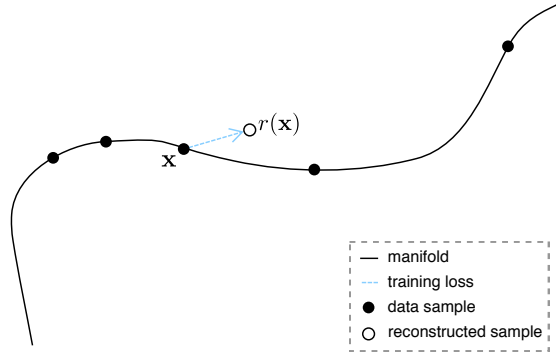 r(x)
x
manifold
training loss
data sample
reconstructed sample